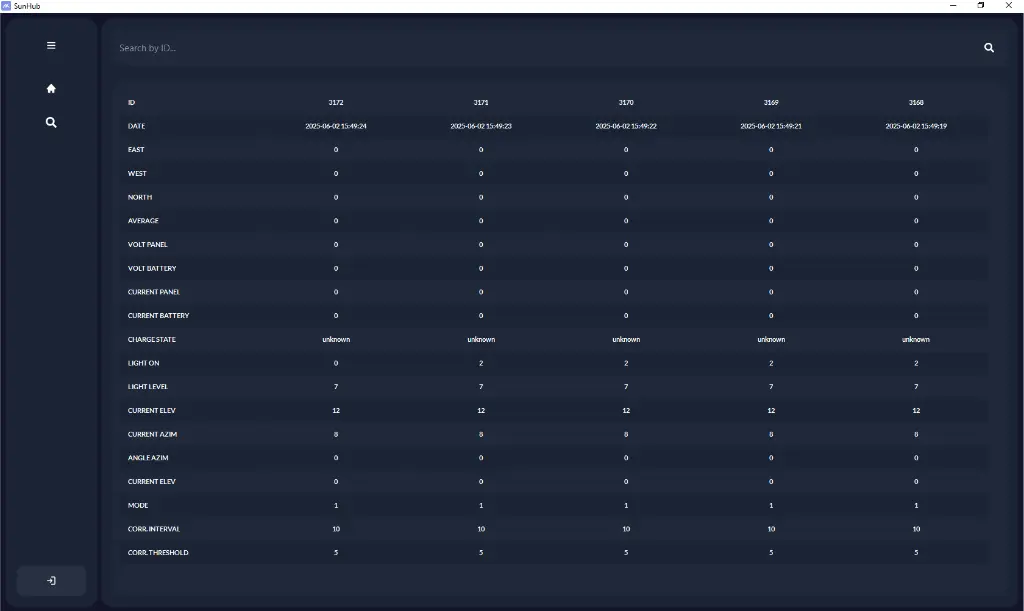 SunHub
Search by ID...
ID 3172 3171 3170 3169 3168
DATE 2025-06-02 15:49:24 2025-06-02 15:49:23 2025-06-02 15:49:22 2025-06-02 15:49:21 2025-06-02 15:49:19
EAST 0 0 0 0 0
WEST 0 0 0 0 0
NORTH 0 0 0 0 0
AVERAGE 0 0 0 0 0
VOLT PANEL 0 0 0 0 0
VOLT BATTERY 0 0 0 0 0
CURRENT PANEL 0 0 0 0 0
CURRENT BATTERY 0 0 0 0 0
CHARGE STATE unknown unknown unknown unknown unknown
LIGHT ON 0 2 2 2 2
LIGHT LEVEL 7 7 7 7 7
CURRENT ELEV 12 12 12 12 12
CURRENT AZIM 8 8 8 8 8
ANGLE AZIM 0 0 0 0 0
CURRENT ELEV 0 0 0 0 0
MODE 1 1 1 1 1
CORR. INTERVAL 10 10 10 10 10
CORR. THRESHOLD 5 5 5 5 5